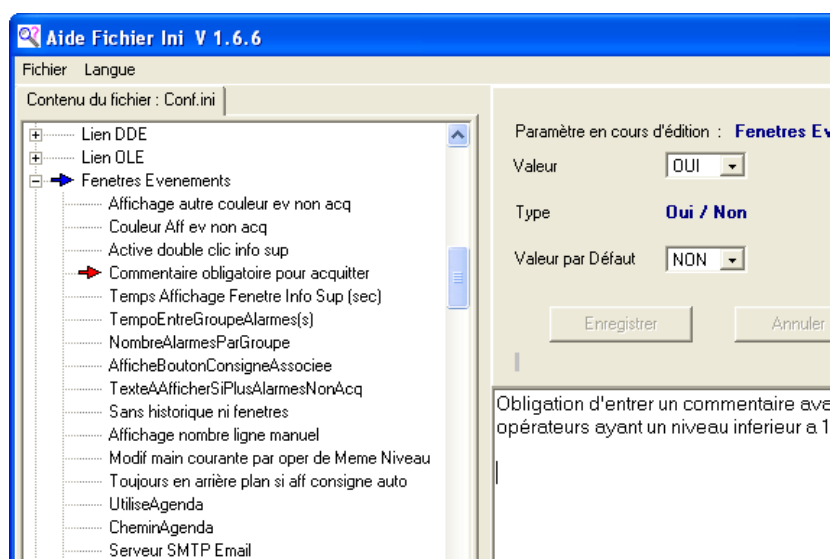 Aide Fichier Ini V 1.6.6
Fichier Langue
Contenu du fichier : Conf.ini
Lien DDE
Lien OLE
Fenetres Evenements
Affichage autre couleur ev non acq
Couleur Aff ev non acq
Active double clic info sup
Commentaire obligatoire pour acquitter
Temps Affichage Fenetre Info Sup (sec)
TempoEntreGroupeAlarmes(s)
NombreAlarmesParGroupe
AfficheBoutonConsigneAssociee
TexteAAfficherSiPlusAlarmesNonAcq
Sans historique ni fenetres
Affichage nombre ligne manuel
Modif main courante par oper de Meme Niveau
Toujours en arrière plan si aff consigne auto
UtiliseAgenda
CheminAgenda
Serveur SMTP Email
Paramètre en cours d'édition : Fenetres Ev
Valeur OUI
Type Oui / Non
Valeur par Défaut NON
Enregistrer Annuler
Obligation d'entrer un commentaire ava
opérateurs ayant un niveau inferieur a 1